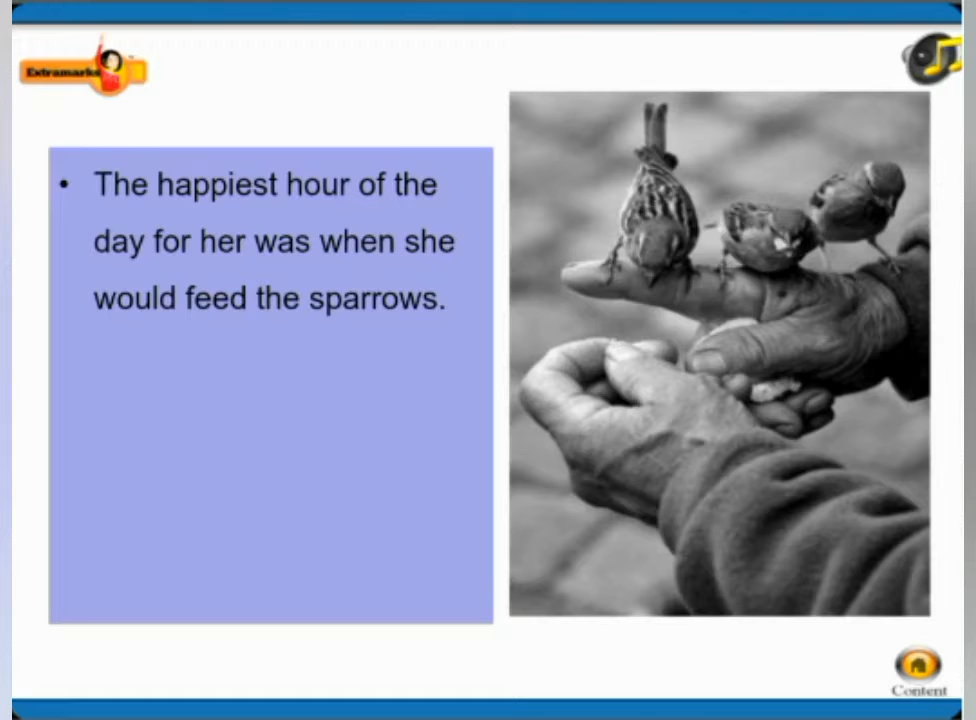 Extramarks
• The happiest hour of the
day for her was when she
would feed the sparrows.
Content